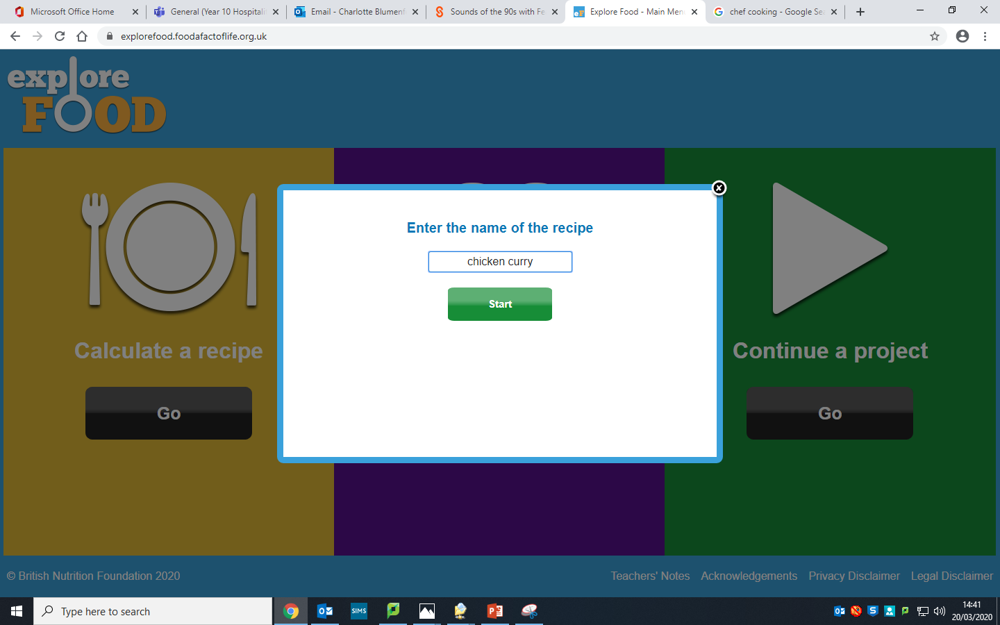 Microsoft Office Home
General (Year 10 Hospitali
Email - Charlotte Blumenf
Sounds of the 90s with Fe
Explore Food - Main Men
chef cooking - Google Sea
explorefood.foodafactoflife.org.uk
explore
FOOD
Enter the name of the recipe
chicken curry
Start
Calculate a recipe
Continue a project
Go
Go
© British Nutrition Foundation 2020
Teachers' Notes
Acknowledgements
Privacy Disclaimer
Legal Disclaimer
Type here to search
SIMS
14:41
20/03/2020